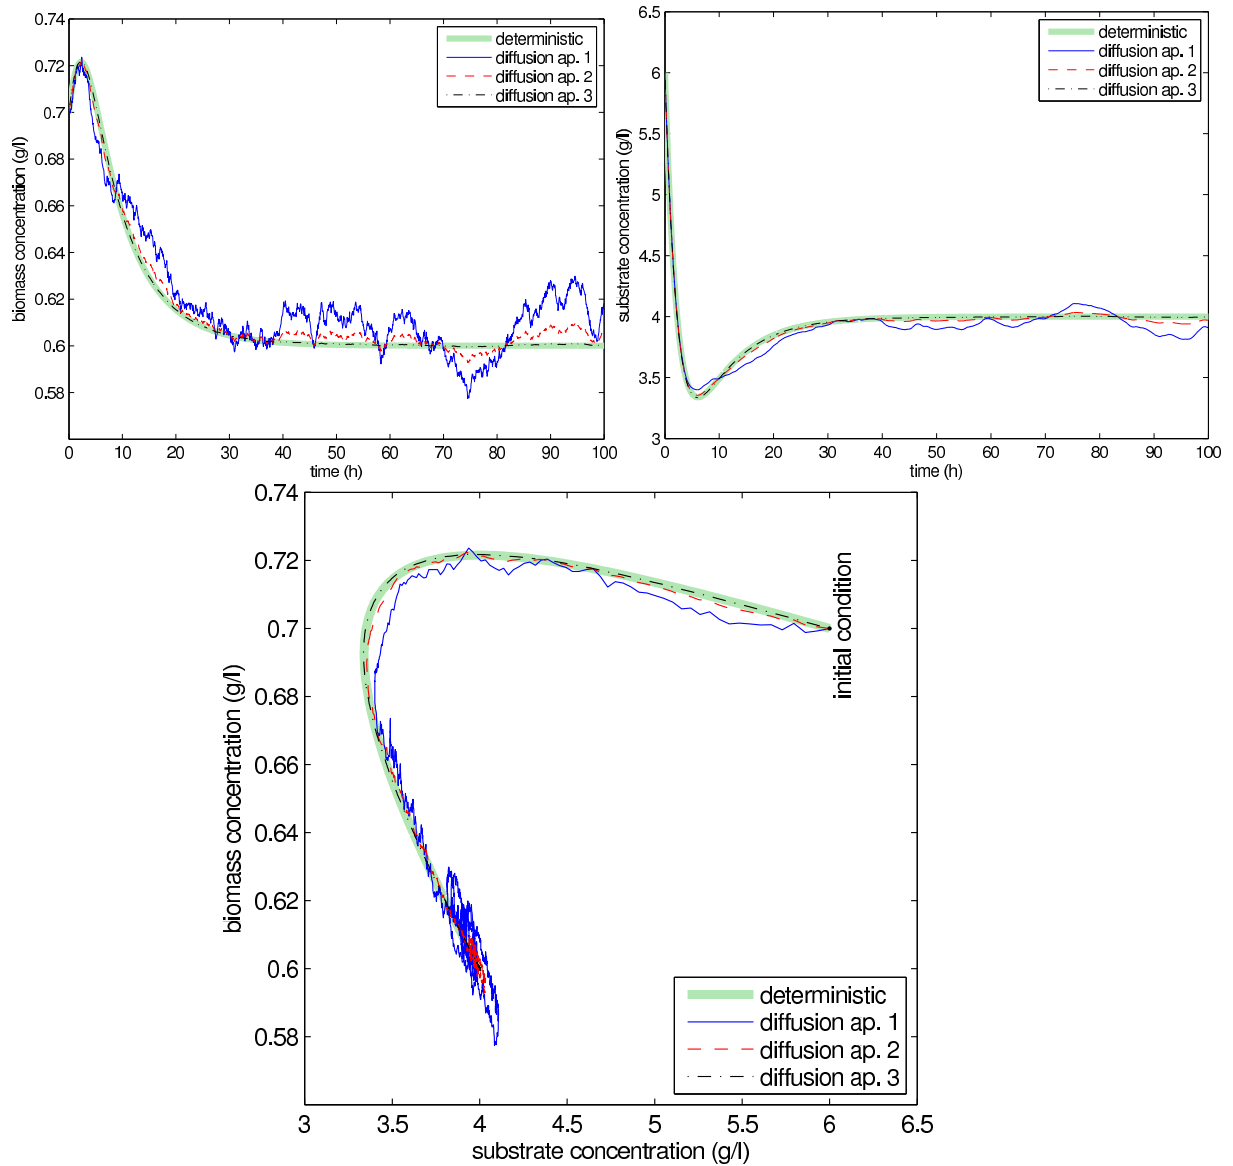 0.74
0.72
0.7
0.68
0.66
0.64
0.62
0.6
0.58
biomass concentration (g/l)
0 10 20 30 40 50 60 70 80 90 100
time (h)
deterministic
diffusion ap. 1
diffusion ap. 2
diffusion ap. 3
6.5
6
5.5
5
4.5
4
3.5
3
substrate concentration (g/l)
0 10 20 30 40 50 60 70 80 90 100
time (h)
deterministic
diffusion ap. 1
diffusion ap. 2
diffusion ap. 3
0.74
0.72
0.7
0.68
0.66
0.64
0.62
0.6
0.58
biomass concentration (g/l)
initial condition
deterministic
diffusion ap. 1
diffusion ap. 2
diffusion ap. 3
3 3.5 4 4.5 5 5.5 6 6.5
substrate concentration (g/l)